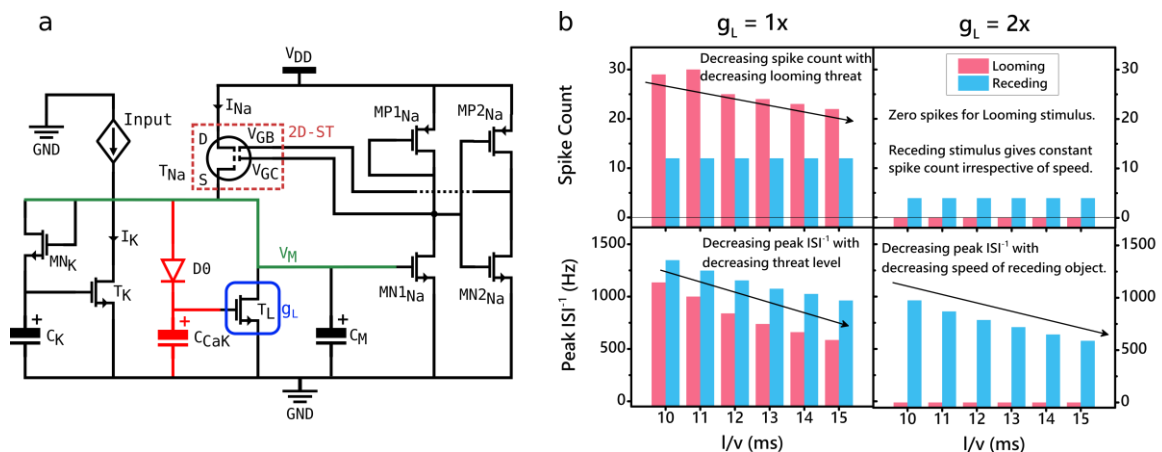 a
V_DD
I_Na
GND
Input
MP1_Na
MP2_Na
2D-ST
D
V_GB
T_Na
S
V_GC
I_K
V_M
MN_K
T_K
D0
T_L
g_L
MN1_Na
MN2_Na
C_K
+
C_CaK
+
C_M
+
GND
b
g_L = 1x
g_L = 2x
Spike Count
30
20
10
0
Decreasing spike count with
decreasing looming threat
Looming
Receding
Zero spikes for Looming stimulus.
Receding stimulus gives constant
spike count irrespective of speed.
30
20
10
0
Peak ISI⁻¹ (Hz)
1500
1000
500
0
Decreasing peak ISI⁻¹ with
decreasing threat level
Decreasing peak ISI⁻¹ with
decreasing speed of receding object.
1500
1000
500
0
10 11 12 13 14 15
10 11 12 13 14 15
l/v (ms)
l/v (ms)